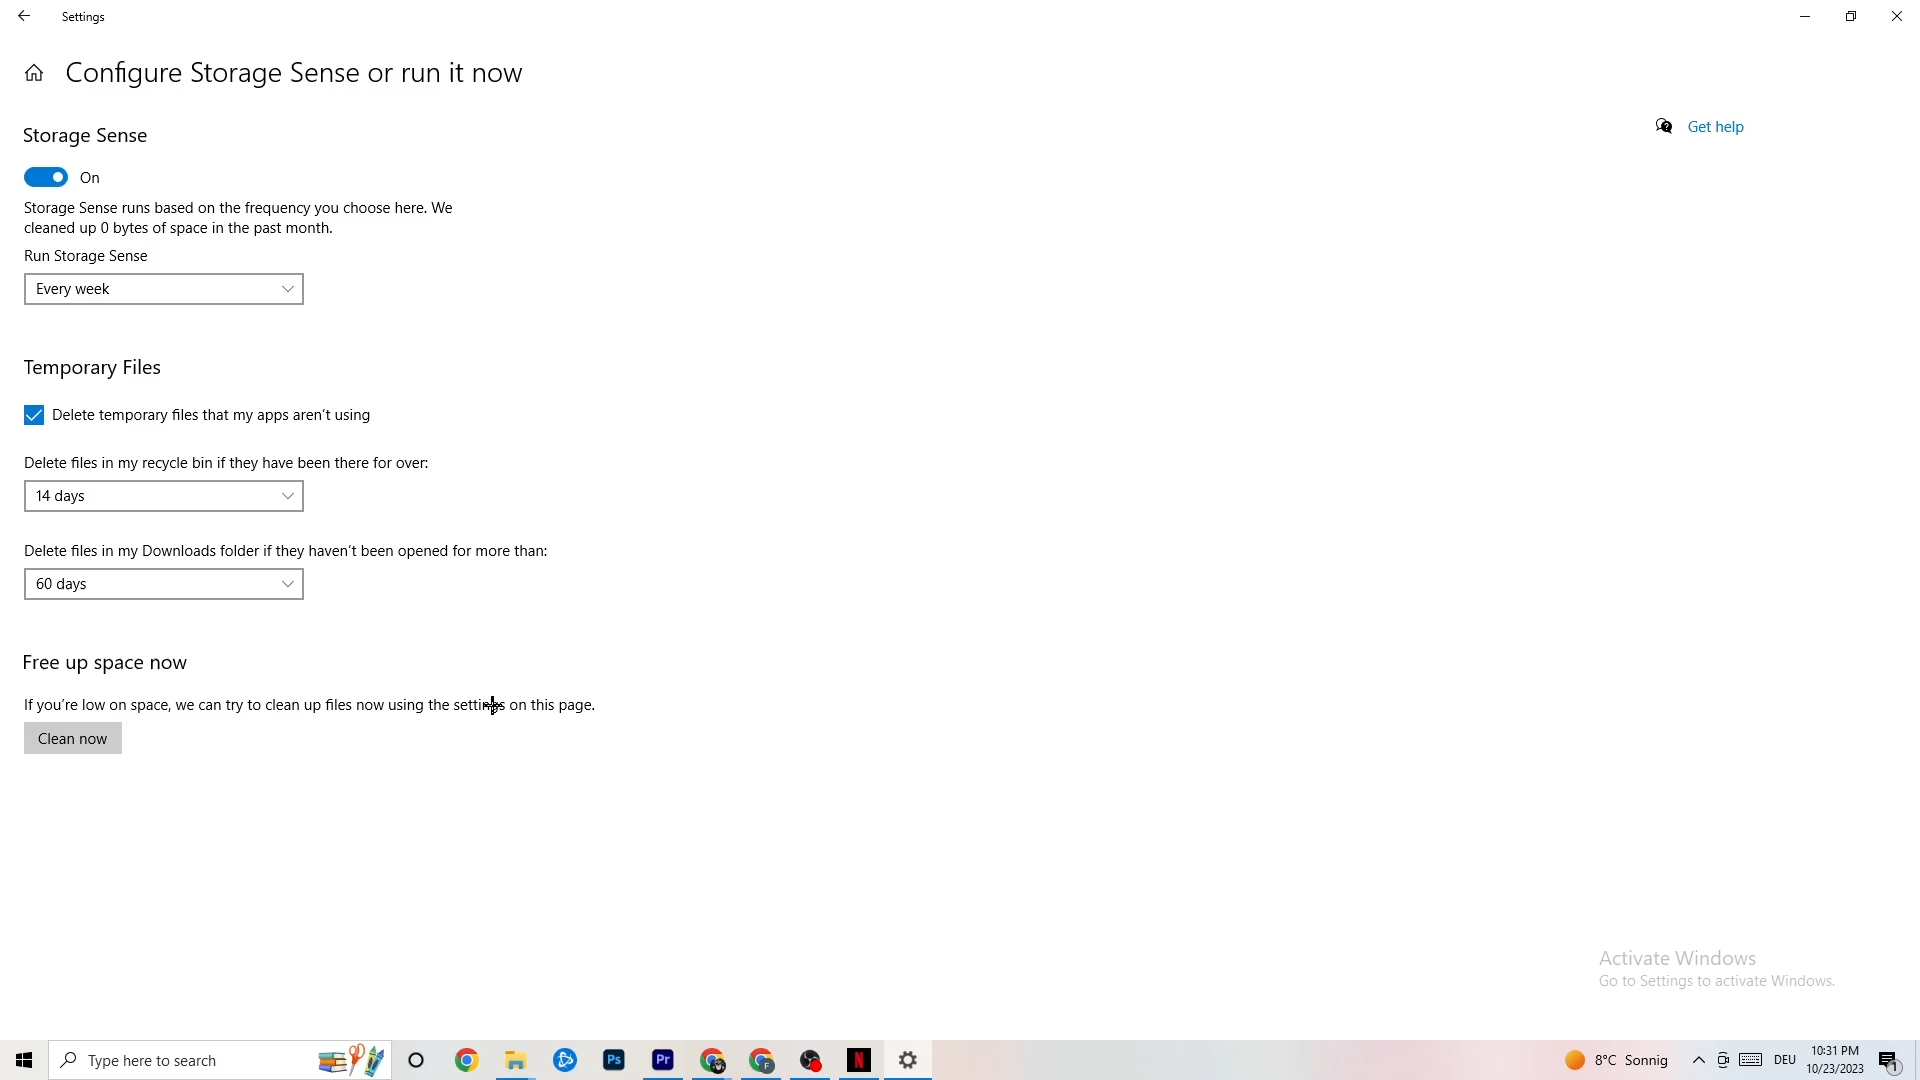 Settings
Configure Storage Sense or run it now
Storage Sense
Get help
On
Storage Sense runs based on the frequency you choose here. We
cleaned up 0 bytes of space in the past month.
Run Storage Sense
Every week
Temporary Files
Delete temporary files that my apps aren't using
Delete files in my recycle bin if they have been there for over:
14 days
Delete files in my Downloads folder if they haven't been opened for more than:
60 days
Free up space now
If you're low on space, we can try to clean up files now using the settings on this page.
Clean now
Activate Windows
Go to Settings to activate Windows.
Type here to search
Ps
Pr
F
N
8°C Sonnig
DEU
10:31 PM
10/23/2023
1